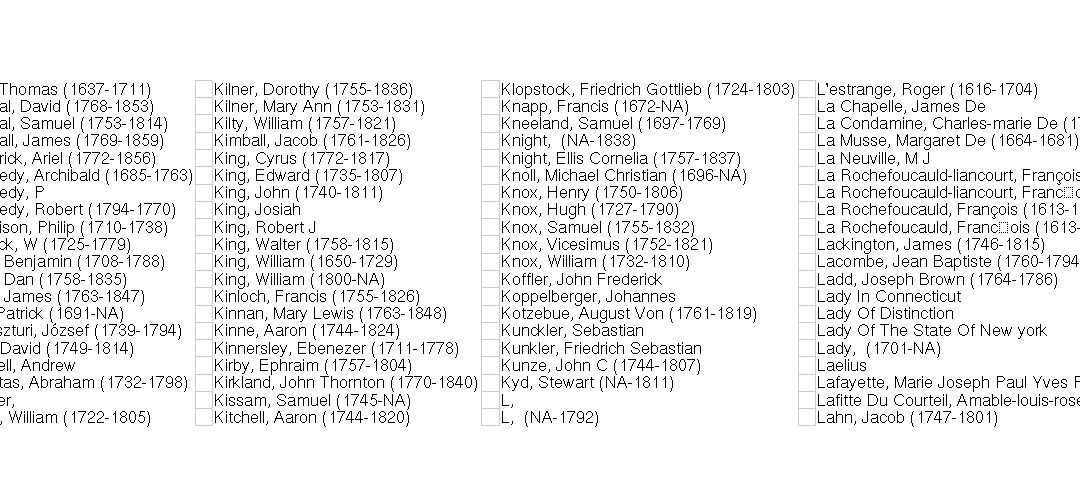 Thomas (1637-1711)
al, David (1768-1853)
al, Samuel (1753-1814)
all, James (1769-1859)
rick, Ariel (1772-1856)
edy, Archibald (1685-1763)
edy, P
edy, Robert (1794-1770)
ison, Philip (1710-1738)
ck, W (1725-1779)
Benjamin (1708-1788)
Dan (1758-1835)
James (1763-1847)
Patrick (1691-NA)
szturi, József (1739-1794)
David (1749-1814)
ell, Andrew
tas, Abraham (1732-1798)
er,
, William (1722-1805)
Kilner, Dorothy (1755-1836)
Kilner, Mary Ann (1753-1831)
Kilty, William (1757-1821)
Kimball, Jacob (1761-1826)
King, Cyrus (1772-1817)
King, Edward (1735-1807)
King, John (1740-1811)
King, Josiah
King, Robert J
King, Walter (1758-1815)
King, William (1650-1729)
King, William (1800-NA)
Kinloch, Francis (1755-1826)
Kinnan, Mary Lewis (1763-1848)
Kinne, Aaron (1744-1824)
Kinnersley, Ebenezer (1711-1778)
Kirby, Ephraim (1757-1804)
Kirkland, John Thornton (1770-1840)
Kissam, Samuel (1745-NA)
Kitchell, Aaron (1744-1820)
Klopstock, Friedrich Gottlieb (1724-1803)
Knapp, Francis (1672-NA)
Kneeland, Samuel (1697-1769)
Knight, (NA-1838)
Knight, Ellis Cornelia (1757-1837)
Knoll, Michael Christian (1696-NA)
Knox, Henry (1750-1806)
Knox, Hugh (1727-1790)
Knox, Samuel (1755-1832)
Knox, Vicesimus (1752-1821)
Knox, William (1732-1810)
Koffler, John Frederick
Koppelberger, Johannes
Kotzebue, August Von (1761-1819)
Kunckler, Sebastian
Kunkler, Friedrich Sebastian
Kunze, John C (1744-1807)
Kyd, Stewart (NA-1811)
L,
L, (NA-1792)
L'estrange, Roger (1616-1704)
La Chapelle, James De
La Condamine, Charles-marie De (17
La Musse, Margaret De (1664-1681)
La Neuville, M J
La Rochefoucauld-liancourt, François
La Rochefoucauld-liancourt, Franc□o
La Rochefoucauld, François (1613-1
La Rochefoucauld, Franc□ois (1613-
Lackington, James (1746-1815)
Lacombe, Jean Baptiste (1760-1794
Ladd, Joseph Brown (1764-1786)
Lady In Connecticut
Lady Of Distinction
Lady Of The State Of New york
Lady, (1701-NA)
Laelius
Lafayette, Marie Joseph Paul Yves R
Lafitte Du Courteil, Amable-louis-rose
Lahn, Jacob (1747-1801)